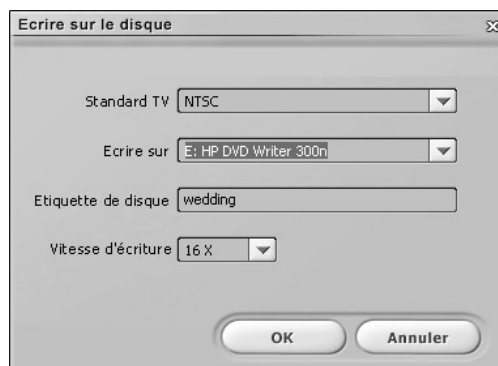 Ecrire sur le disque
Standard TV NTSC
Ecrire sur E: HP DVD Writer 300n
Etiquette de disque wedding
Vitesse d'écriture 16 X
OK Annuler